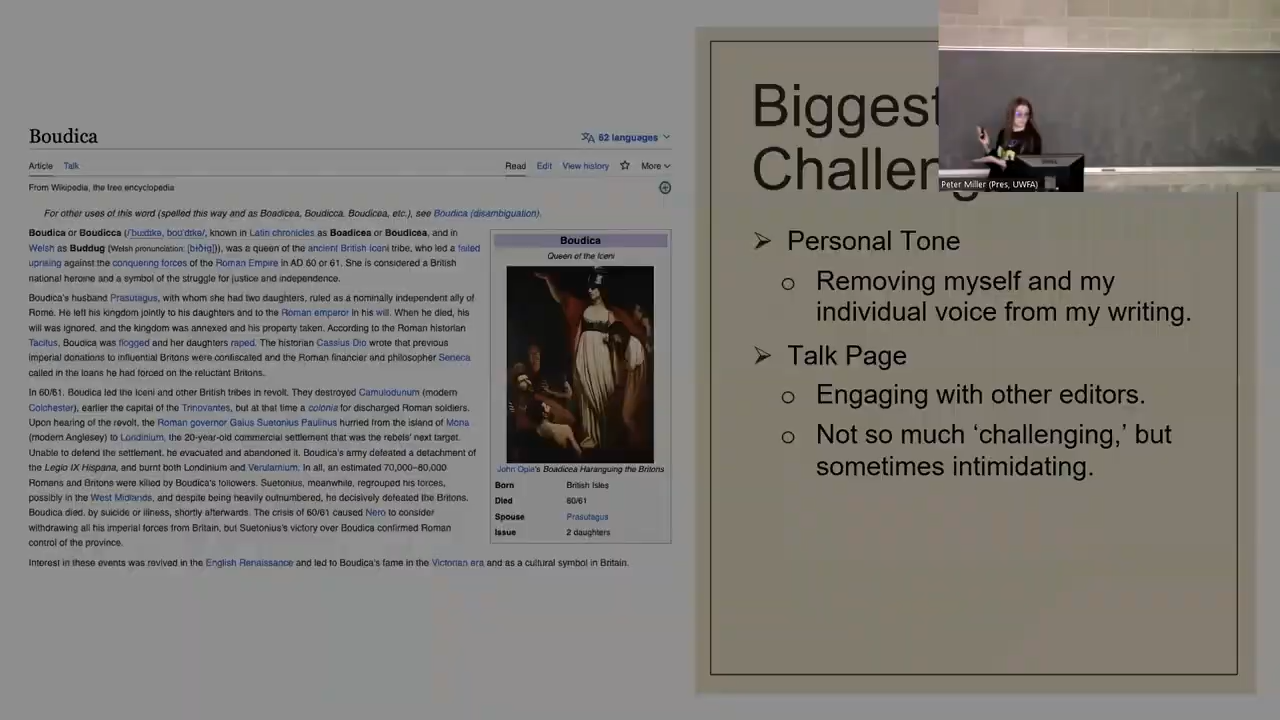 Boudica
62 languages
Article Talk Read Edit View history More
From Wikipedia, the free encyclopedia
For other uses of this word (spelled this way and as Boadicea, Boudicca, Boudicea, etc.), see Boudica (disambiguation).
Boudica or Boudicca (known in Latin chronicles as Boadicea or Boudicea, and in
Welsh as Buddug (Welsh pronunciation: was a queen of the ancient British Iceni tribe, who led a failed
uprising against the conquering forces of the Roman Empire in AD 60 or 61. She is considered a British
national heroine and a symbol of the struggle for justice and independence.
Boudica's husband Prasutagus, with whom she had two daughters, ruled as a nominally independent ally of
Rome. He left his kingdom jointly to his daughters and to the Roman emperor in his will. When he died, his
will was ignored, and the kingdom was annexed and his property taken. According to the Roman historian
Tacitus, Boudica was flogged and her daughters raped. The historian Cassius Dio wrote that previous
imperial donations to influential Britons were confiscated and the Roman financier and philosopher Seneca
called in the loans he had forced on the reluctant Britons.
In 60/61, Boudica led the Iceni and other British tribes in revolt. They destroyed Camulodunum (modern
Colchester), earlier the capital of the Trinovantes, but at that time a colonia for discharged Roman soldiers.
Upon hearing of the revolt, the Roman governor Gaius Suetonius Paulinus hurried from the island of Mona
(modern Anglesey) to Londinium, the 20-year-old commercial settlement that was the rebels' next target.
Unable to defend the settlement, he evacuated and abandoned it. Boudica's army defeated a detachment of
the Legio IX Hispana, and burnt both Londinium and Verulamium. In all, an estimated 70,000–80,000
Romans and Britons were killed by Boudica's followers. Suetonius, meanwhile, regrouped his forces,
possibly in the West Midlands, and despite being heavily outnumbered, he decisively defeated the Britons.
Boudica died, by suicide or illness, shortly afterwards. The crisis of 60/61 caused Nero to consider
withdrawing all his imperial forces from Britain, but Suetonius's victory over Boudica confirmed Roman
control of the province.
Interest in these events was revived in the English Renaissance and led to Boudica's fame in the Victorian era and as a cultural symbol in Britain.
Boudica
Queen of the Iceni
John Opie's Boadicea Haranguing the Britons
Born British Isles
Died 60/61
Spouse Prasutagus
Issue 2 daughters
Biggest
Challeng
Personal Tone
Removing myself and my
individual voice from my writing.
Talk Page
Engaging with other editors.
Not so much ‘challenging,’ but
sometimes intimidating.
Peter Miller (Pres, UWFA)